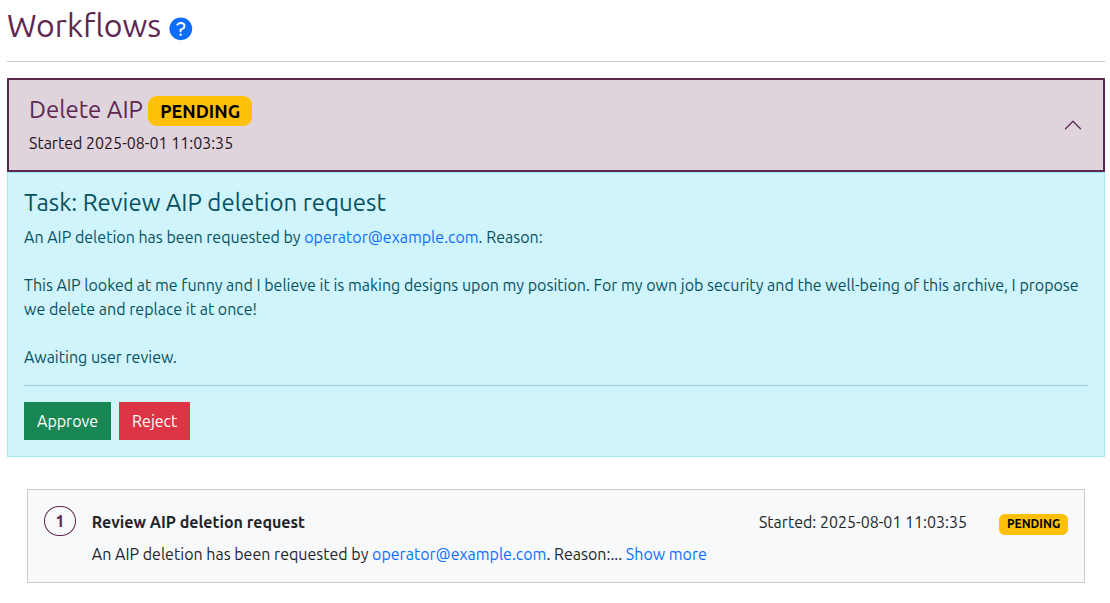 Workflows ?
Delete AIP PENDING
Started 2025-08-01 11:03:35
Task: Review AIP deletion request
An AIP deletion has been requested by operator@example.com. Reason:
This AIP looked at me funny and I believe it is making designs upon my position. For my own job security and the well-being of this archive, I propose
we delete and replace it at once!
Awaiting user review.
Approve Reject
1 Review AIP deletion request Started: 2025-08-01 11:03:35 PENDING
An AIP deletion has been requested by operator@example.com. Reason:... Show more